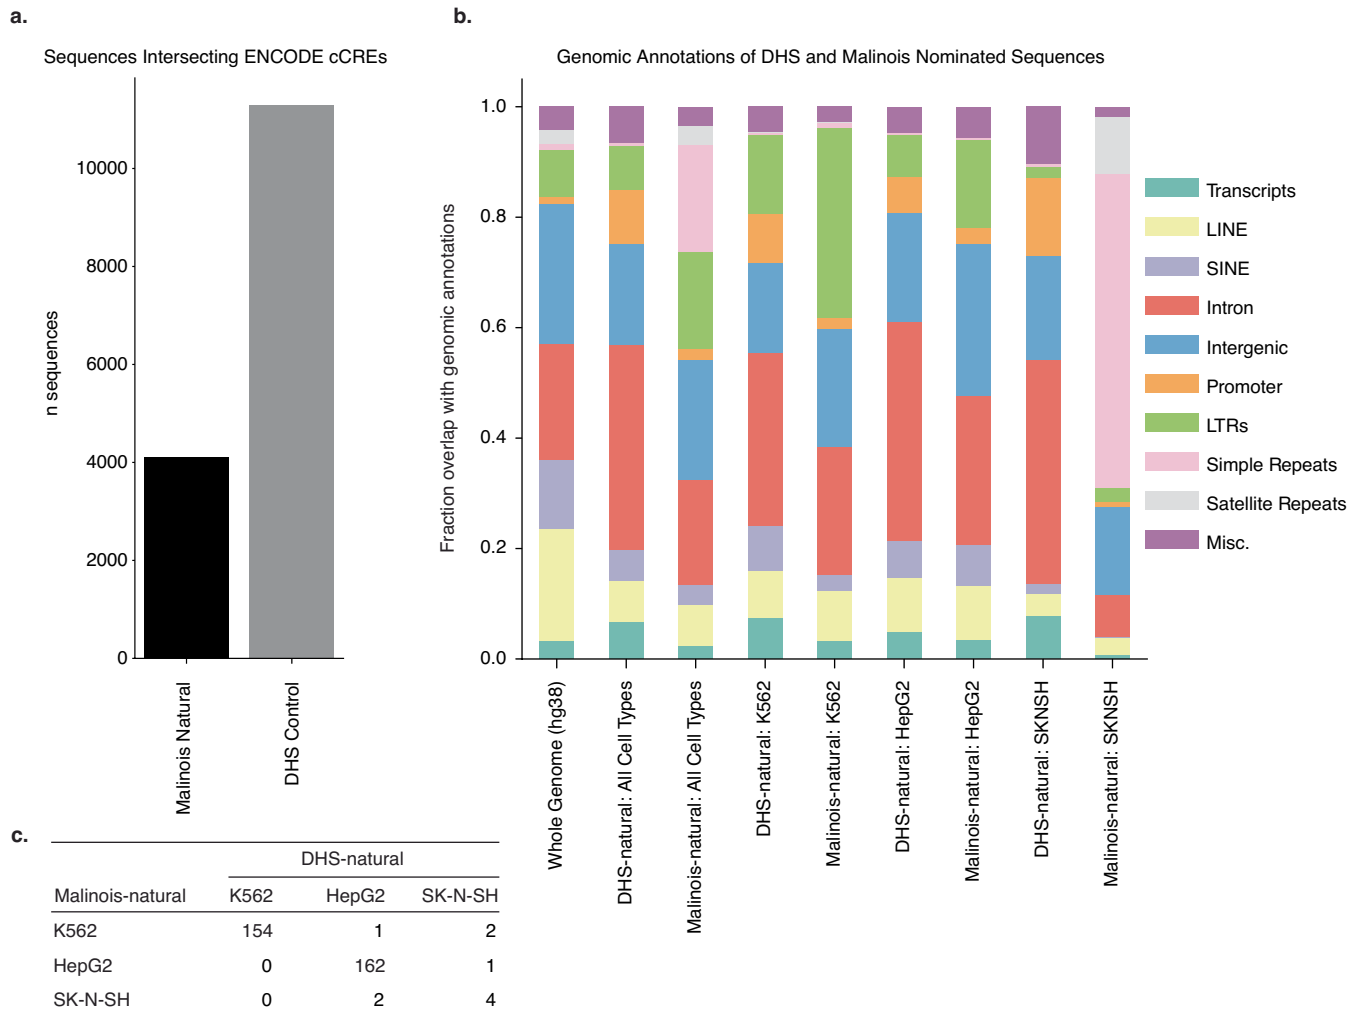 a.
Sequences Intersecting ENCODE cCREs
n sequences
10000
8000
6000
4000
2000
0
Malinois Natural
DHS Control
b.
Genomic Annotations of DHS and Malinois Nominated Sequences
Fraction overlap with genomic annotations
1.0
0.8
0.6
0.4
0.2
0.0
Whole Genome (hg38)
DHS-natural: All Cell Types
Malinois-natural: All Cell Types
DHS-natural: K562
Malinois-natural: K562
DHS-natural: HepG2
Malinois-natural: HepG2
DHS-natural: SKNSH
Malinois-natural: SKNSH
Transcripts
LINE
SINE
Intron
Intergenic
Promoter
LTRs
Simple Repeats
Satellite Repeats
Misc.
c.
DHS-natural
Malinois-natural K562 HepG2 SK-N-SH
K562 154 1 2
HepG2 0 162 1
SK-N-SH 0 2 4